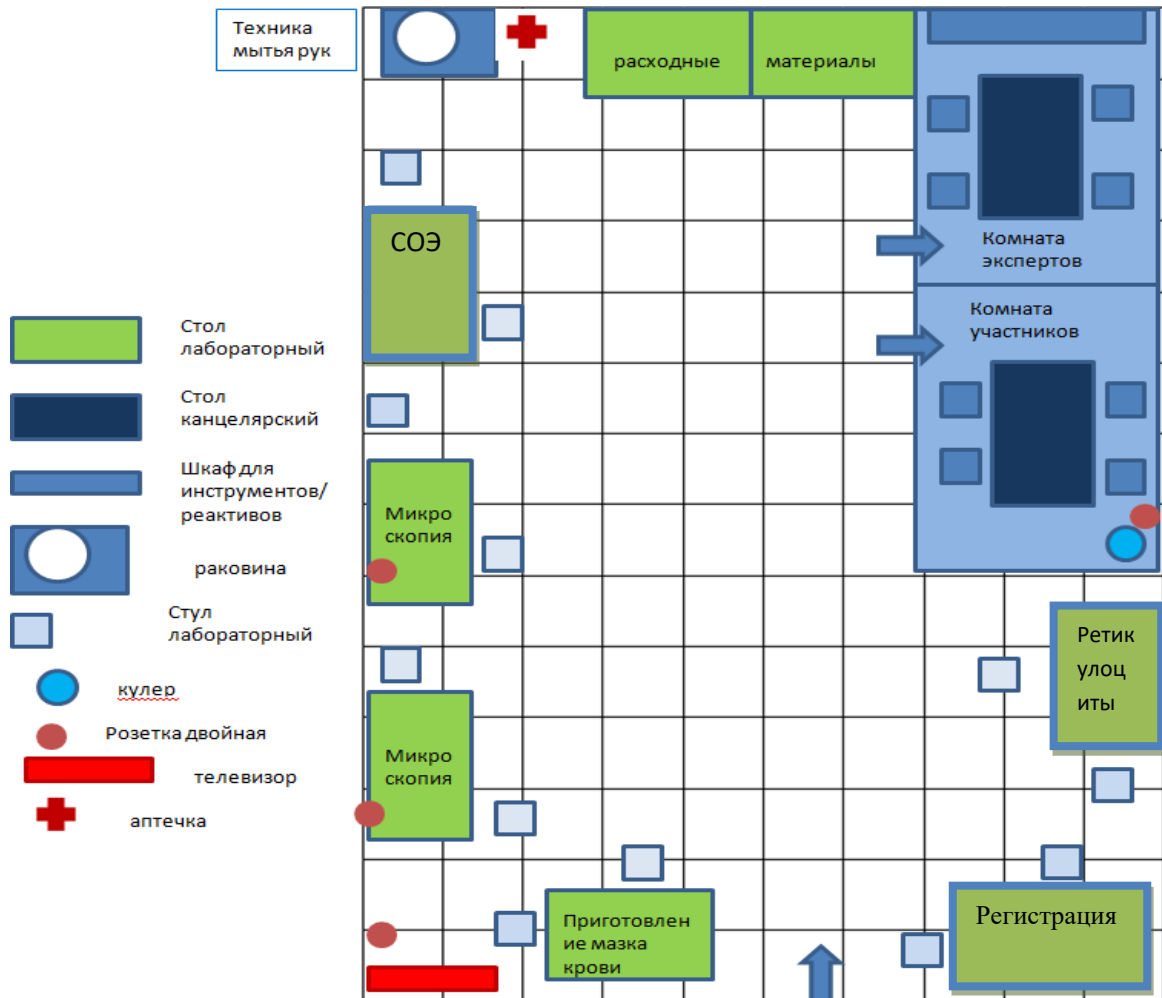 Техника
мытья рук
расходные
материалы
СОЭ
Комната
экспертов
Комната
участников
Стол
лабораторный
Стол
канцелярский
Шкаф для
инструментов/
реактивов
раковина
Стул
лабораторный
кулер
Розетка двойная
телевизор
аптечка
Микро
скопия
Микро
скопия
Ретик
улоц
иты
Приготовлен
ие мазка
крови
Регистрация